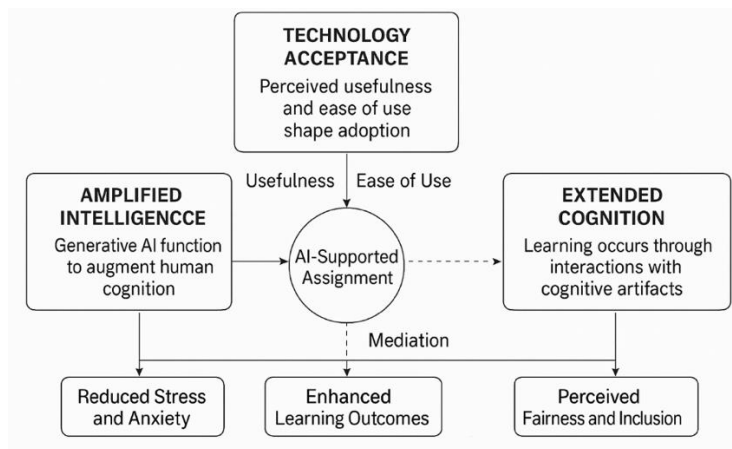 TECHNOLOGY
ACCEPTANCE
Perceived usefulness
and ease of use
shape adoption
Usefulness
Ease of Use
AMPLIFIED
INTELLIGENCCE
Generative AI function
to augment human
cognition
AI-Supported
Assignment
EXTENDED
COGNITION
Learning occurs through
interactions with
cognitive artifacts
Mediation
Reduced Stress
and Anxiety
Enhanced
Learning Outcomes
Perceived
Fairness and Inclusion